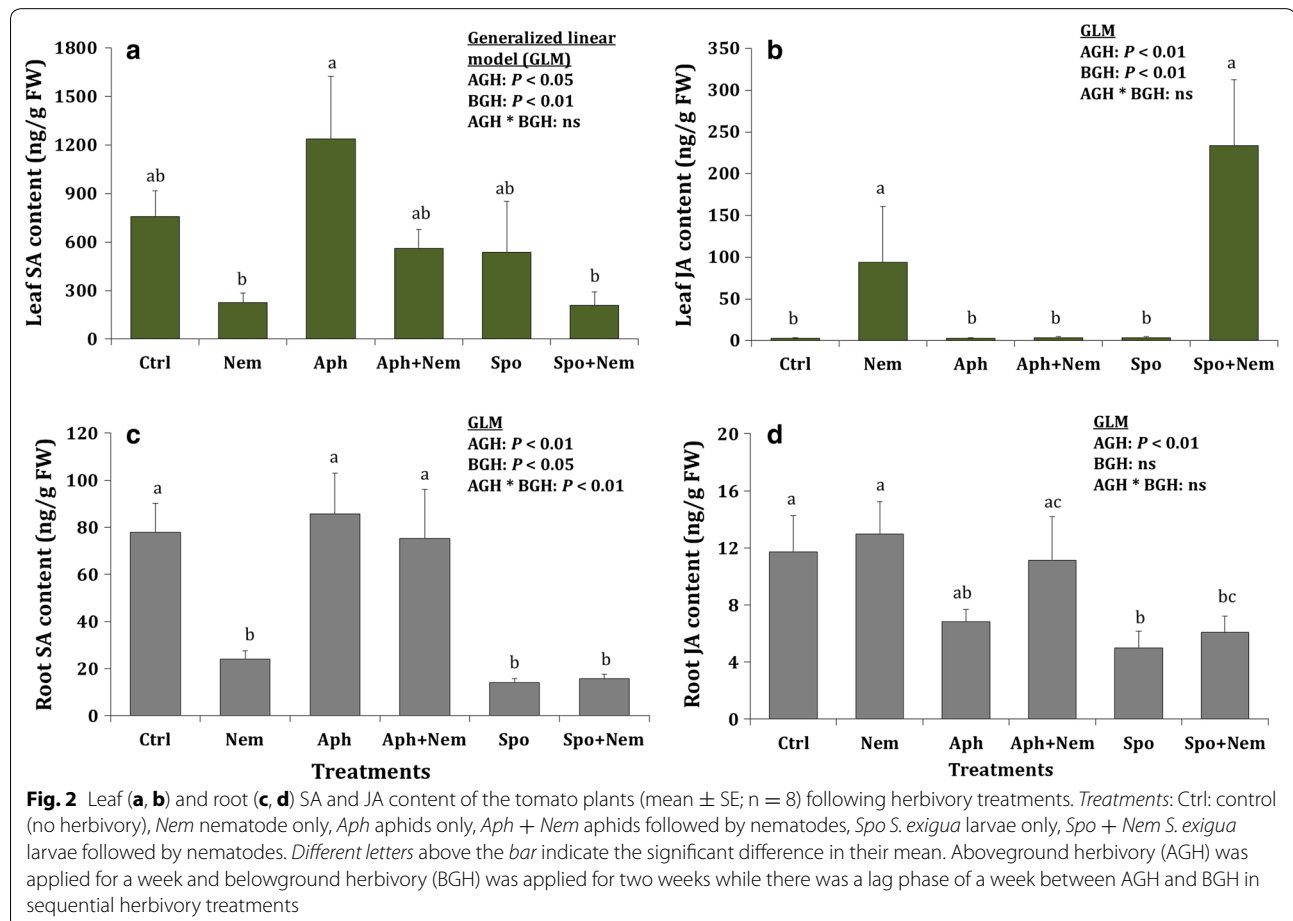 a
Generalized linear
model (GLM)
AGH: P < 0.05
BGH: P < 0.01
AGH * BGH: ns
Leaf SA content (ng/g FW)
1800
1500
1200
900
600
300
0
ab
b
a
ab
ab
b
Ctrl
Nem
Aph
Aph+Nem
Spo
Spo+Nem
b
GLM
AGH: P < 0.01
BGH: P < 0.01
AGH * BGH: ns
Leaf JA content (ng/g FW)
350
300
250
200
150
100
50
0
b
a
b
b
b
a
Ctrl
Nem
Aph
Aph+Nem
Spo
Spo+Nem
c
GLM
AGH: P < 0.01
BGH: P < 0.05
AGH * BGH: P < 0.01
Root SA content (ng/g FW)
120
100
80
60
40
20
0
a
b
a
a
b
b
Ctrl
Nem
Aph
Aph+Nem
Spo
Spo+Nem
Treatments
d
GLM
AGH: P < 0.01
BGH: ns
AGH * BGH: ns
Root JA content (ng/g FW)
20
16
12
8
4
0
a
a
ab
ac
b
bc
Ctrl
Nem
Aph
Aph+Nem
Spo
Spo+Nem
Treatments
Fig. 2 Leaf (a, b) and root (c, d) SA and JA content of the tomato plants (mean ± SE; n = 8) following herbivory treatments. Treatments: Ctrl: control
(no herbivory), Nem nematode only, Aph aphids only, Aph + Nem aphids followed by nematodes, Spo S. exigua larvae only, Spo + Nem S. exigua
larvae followed by nematodes. Different letters above the bar indicate the significant difference in their mean. Aboveground herbivory (AGH) was
applied for a week and belowground herbivory (BGH) was applied for two weeks while there was a lag phase of a week between AGH and BGH in
sequential herbivory treatments